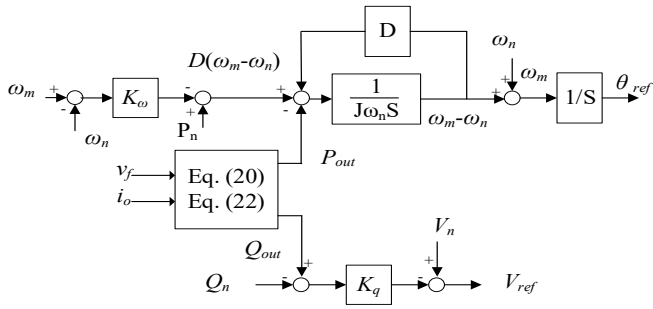 D
D(ωm-ωn)
ωn
ωm
+
-
Kω
-
+
+
-
-
1
JωnS
+
+
ωm
1/S
θref
ωn
Pn
ωm-ωn
Pout
vf
io
Eq. (20)
Eq. (22)
Qout
Vn
+
+
Qn
-
Kq
-
Vref